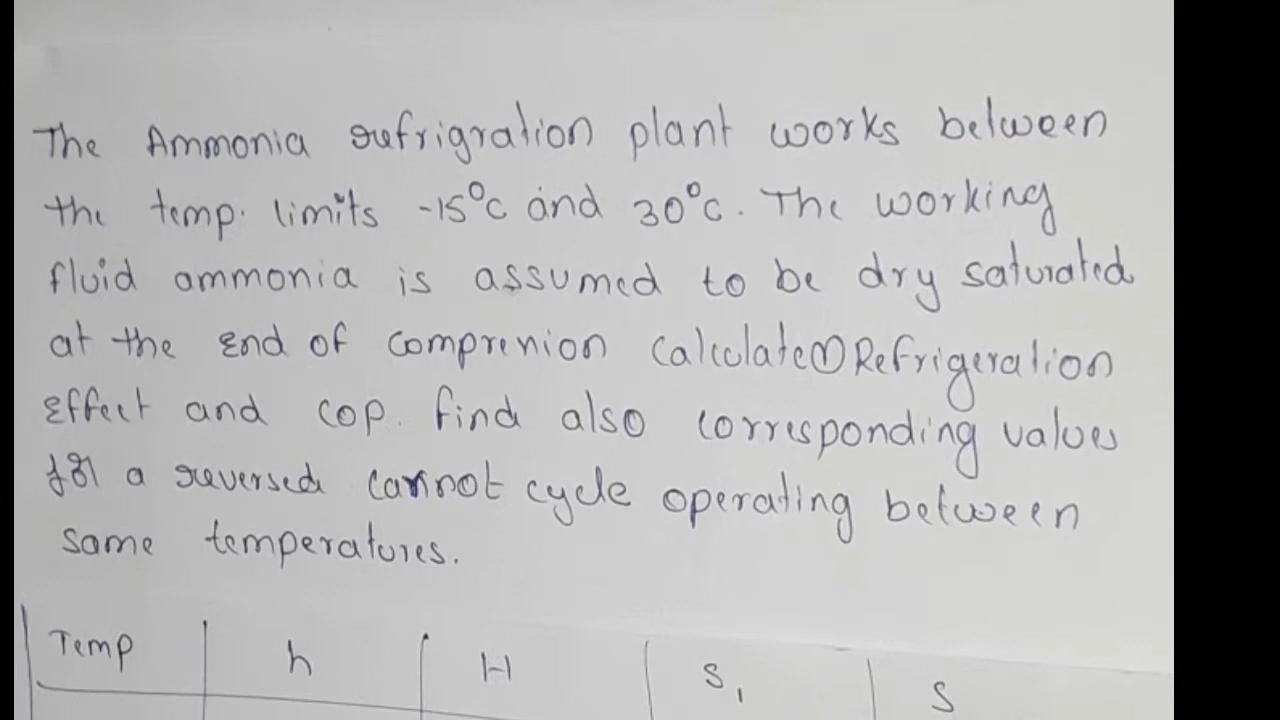 The Ammonia refrigration plant works between
the temp. limits -15°c and 30°c. The working
fluid ammonia is assumed to be dry saturated
at the End of comprenion Calculate① Refrigeration
Effect and cop. find also corresponding values
for a reversed carnot cycle operating between
same temperatures.
Temp h H S₁ S